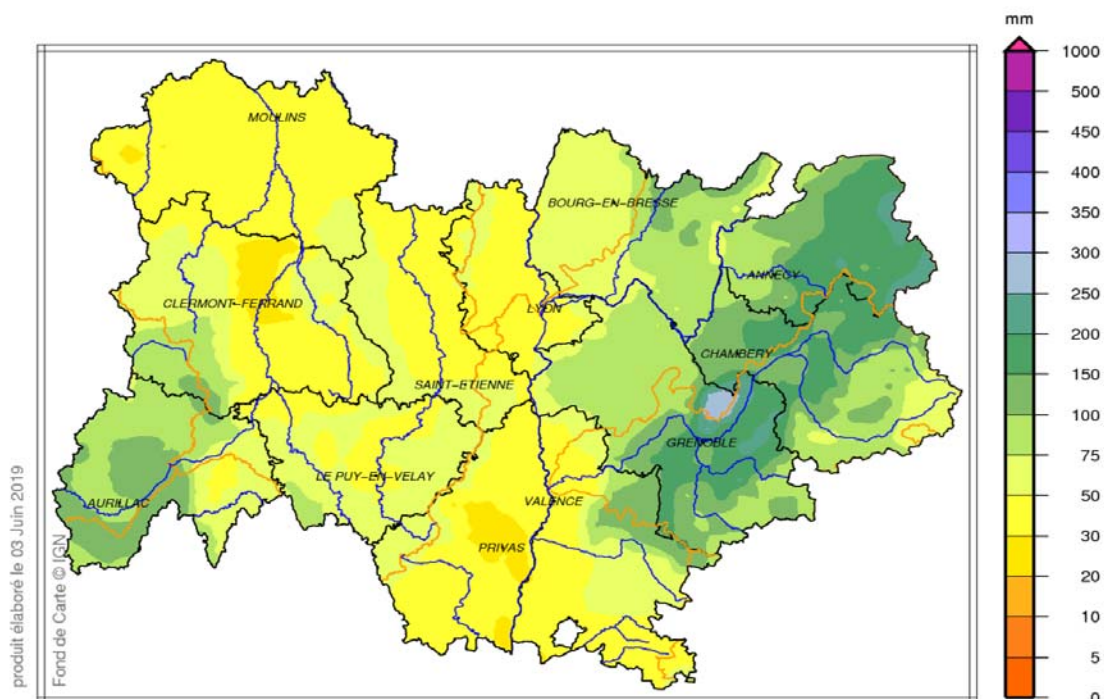 mm
1000
500
450
400
350
300
250
200
150
100
75
50
30
20
10
5
0
MOULINS
BOURG-EN-BRESSE
ANNECY
CLERMONT-FERRAND
LYON
CHAMBERY
SAINT-ETIENNE
GRENOBLE
LE PUY-EN-VELAY
AURILLAC
VALENCE
PRIVAS
produit élaboré le 03 Juin 2019
Fond de Carte © IGN